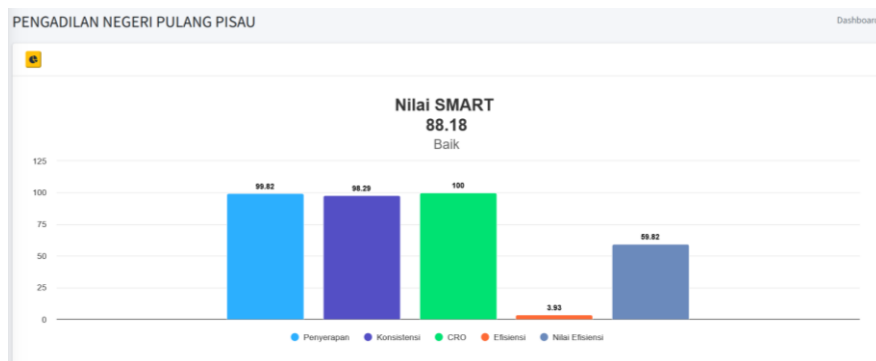 PENGADILAN NEGERI PULANG PISAU
Dashboar
Nilai SMART
88.18
Baik
125
100
75
50
25
0
99.82
98.29
100
3.93
59.82
Penyerapan Konsistensi CRO Efisiensi Nilai Efisiensi